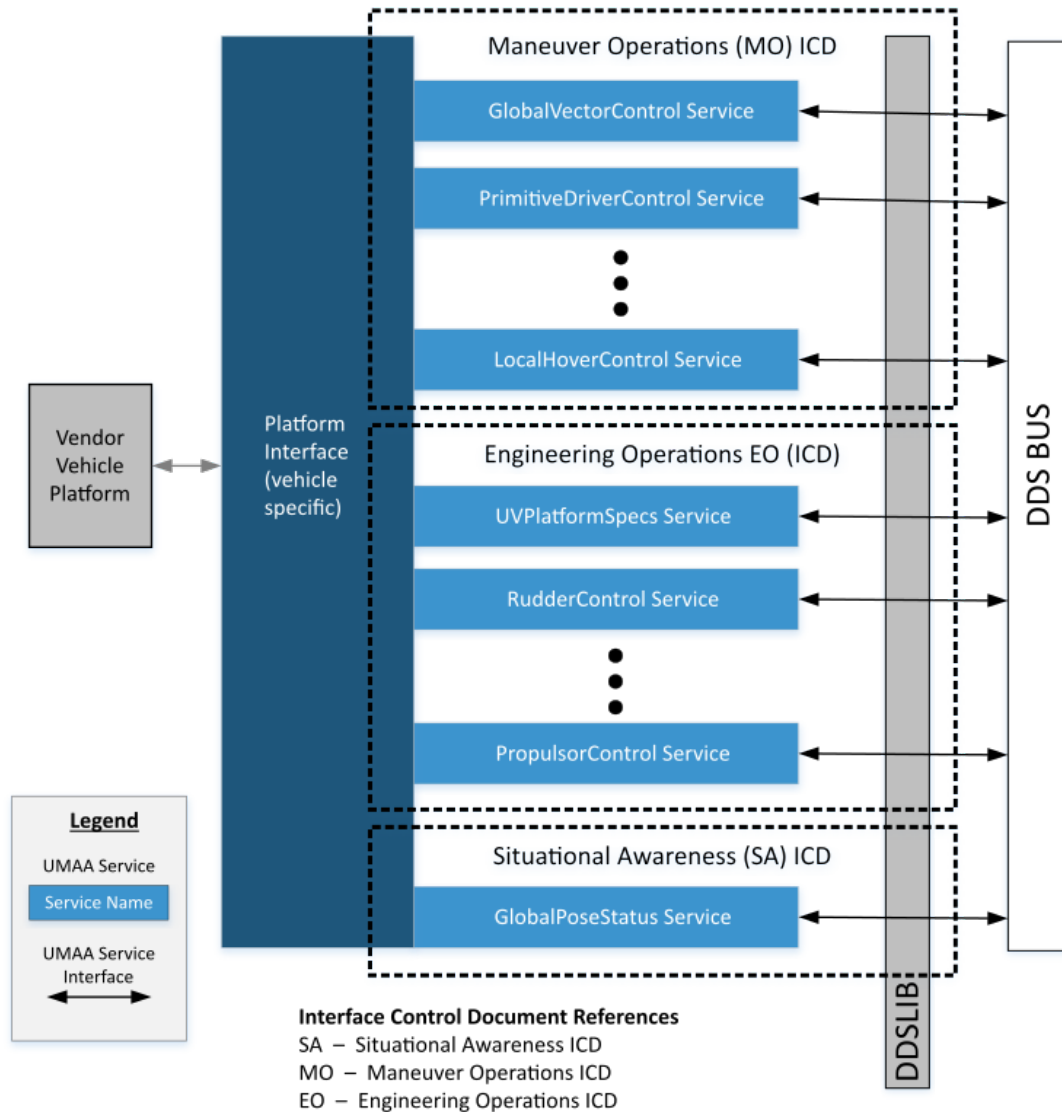 Maneuver Operations (MO) ICD
GlobalVectorControl Service
PrimitiveDriverControl Service
LocalHoverControl Service
Vendor
Vehicle
Platform
Platform
Interface
(vehicle
specific)
Engineering Operations EO (ICD)
UVPlatformSpecs Service
RudderControl Service
PropulsorControl Service
Situational Awareness (SA) ICD
GlobalPoseStatus Service
DDSLIB
DDS BUS
Legend
UMAA Service
Service Name
UMAA Service
Interface
Interface Control Document References
SA – Situational Awareness ICD
MO – Maneuver Operations ICD
EO – Engineering Operations ICD